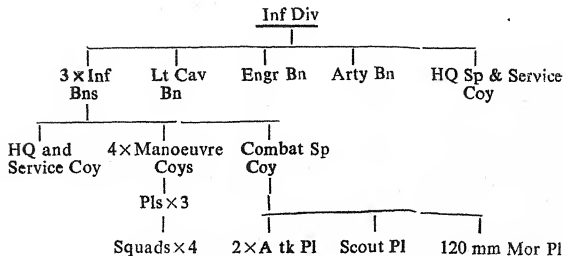 Inf Div
3 × Inf Lt Cav Engr Bn Arty Bn HQ Sp & Service
Bns Bn Coy
HQ and 4 × Manoeuvre Combat Sp
Service Coy Coys Coy
Pls × 3
Squads × 4 2 × A tk Pl Scout Pl 120 mm Mor Pl